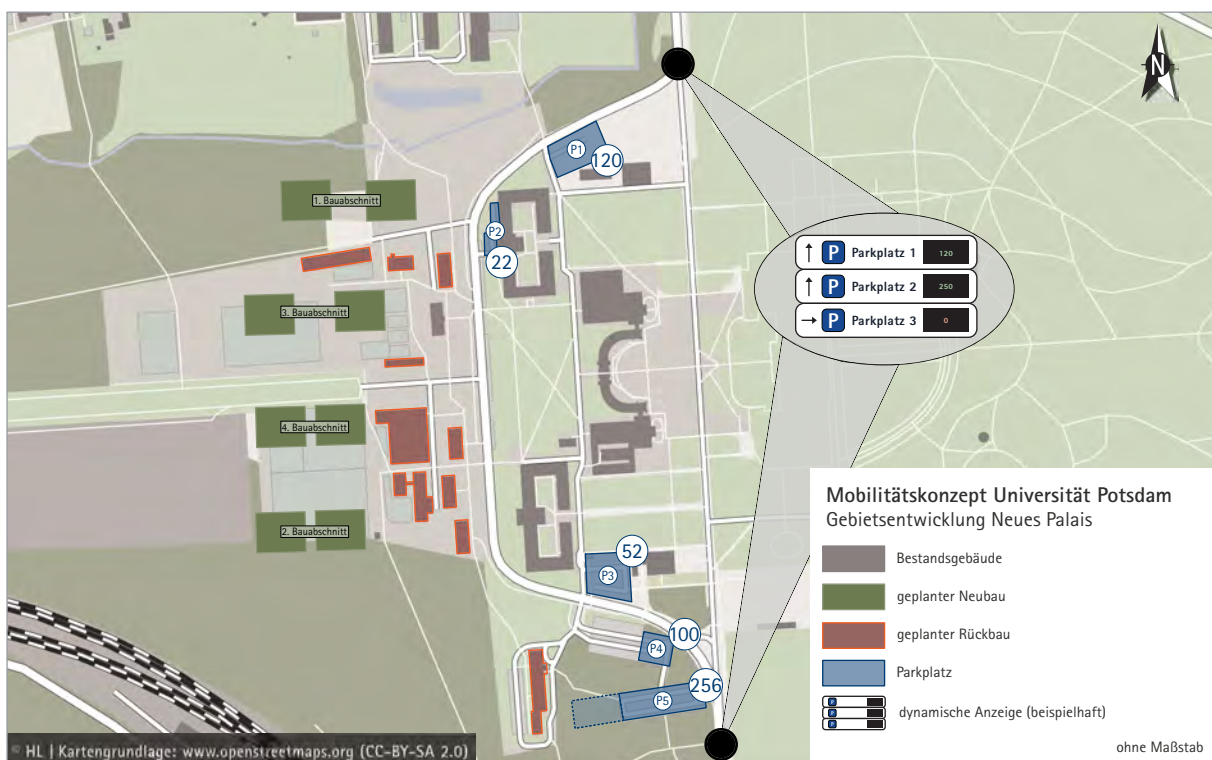 N
P1
120
1. Bauabschnitt
P2
22
↑ P Parkplatz 1 120
↑ P Parkplatz 2 250
→ P Parkplatz 3 0
3. Bauabschnitt
4. Bauabschnitt
2. Bauabschnitt
52
P3
100
P4
256
P5
Mobilitätskonzept Universität Potsdam
Gebietsentwicklung Neues Palais
Bestandsgebäude
geplanter Neubau
geplanter Rückbau
Parkplatz
P
P
P
dynamische Anzeige (beispielhaft)
ohne Maßstab
© HL | Kartengrundlage: www.openstreetmaps.org (CC-BY-SA 2.0)